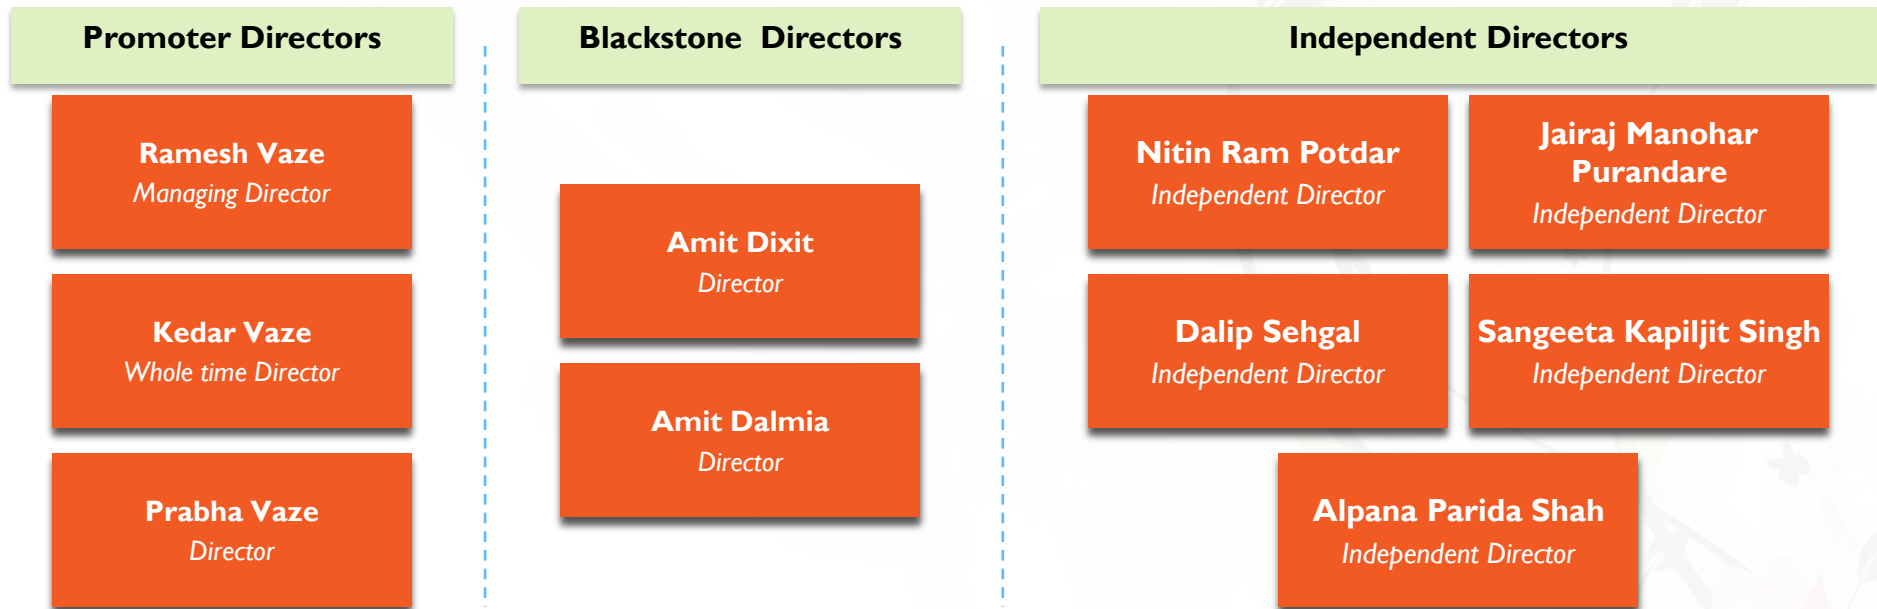 Promoter Directors
Ramesh Vaze
Managing Director
Kedar Vaze
Whole time Director
Prabha Vaze
Director
Blackstone Directors
Amit Dixit
Director
Amit Dalmia
Director
Independent Directors
Nitin Ram Potdar
Independent Director
Jairaj Manohar
Purandare
Independent Director
Dalip Sehgal
Independent Director
Sangeeta Kapiljit Singh
Independent Director
Alpana Parida Shah
Independent Director